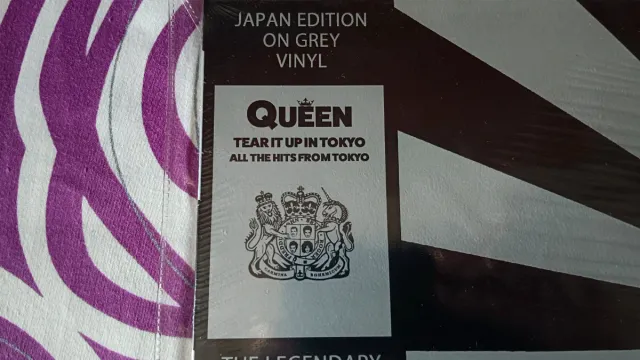 JAPAN EDITION
ON GREY
VINYL
QUEEN
TEAR IT UP IN TOKYO
ALL THE HITS FROM TOKYO
THE LEGENDARY